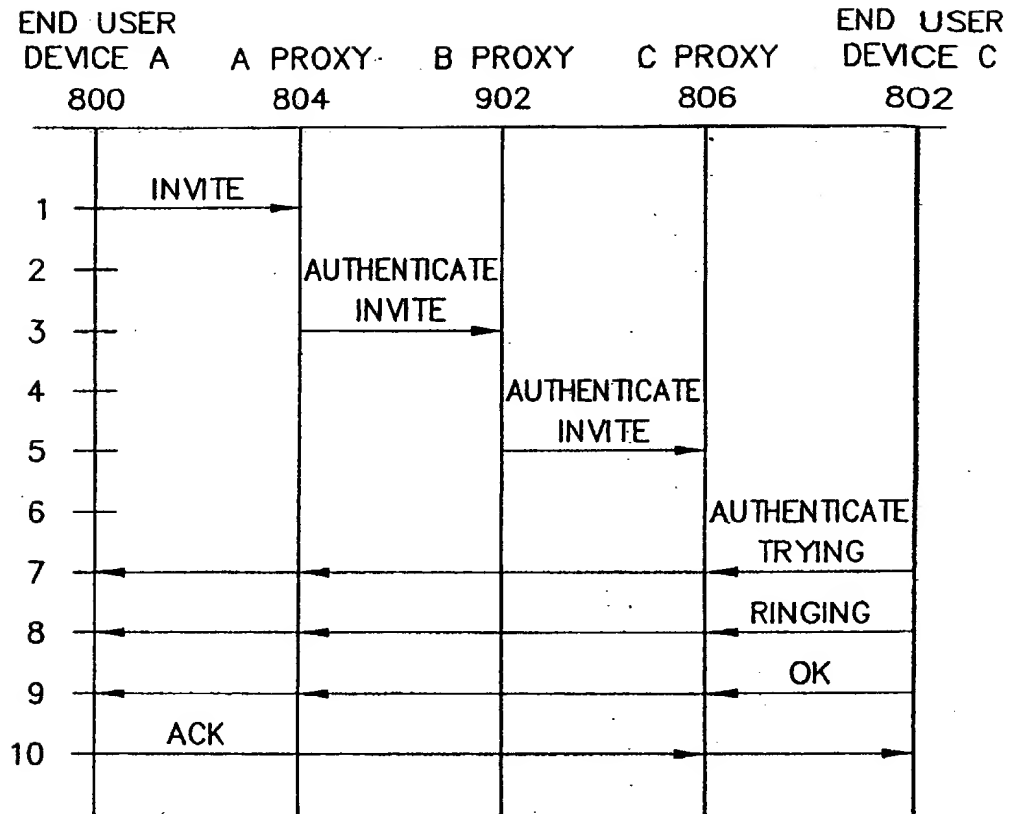 END USER DEVICE A
A PROXY
B PROXY
C PROXY
END USER DEVICE C
800 804 902 806 802
INVITE
1
2 AUTHENTICATE
INVITE
3
4 AUTHENTICATE
INVITE
5
6 AUTHENTICATE
TRYING
7
RINGING
8
OK
9
ACK
10